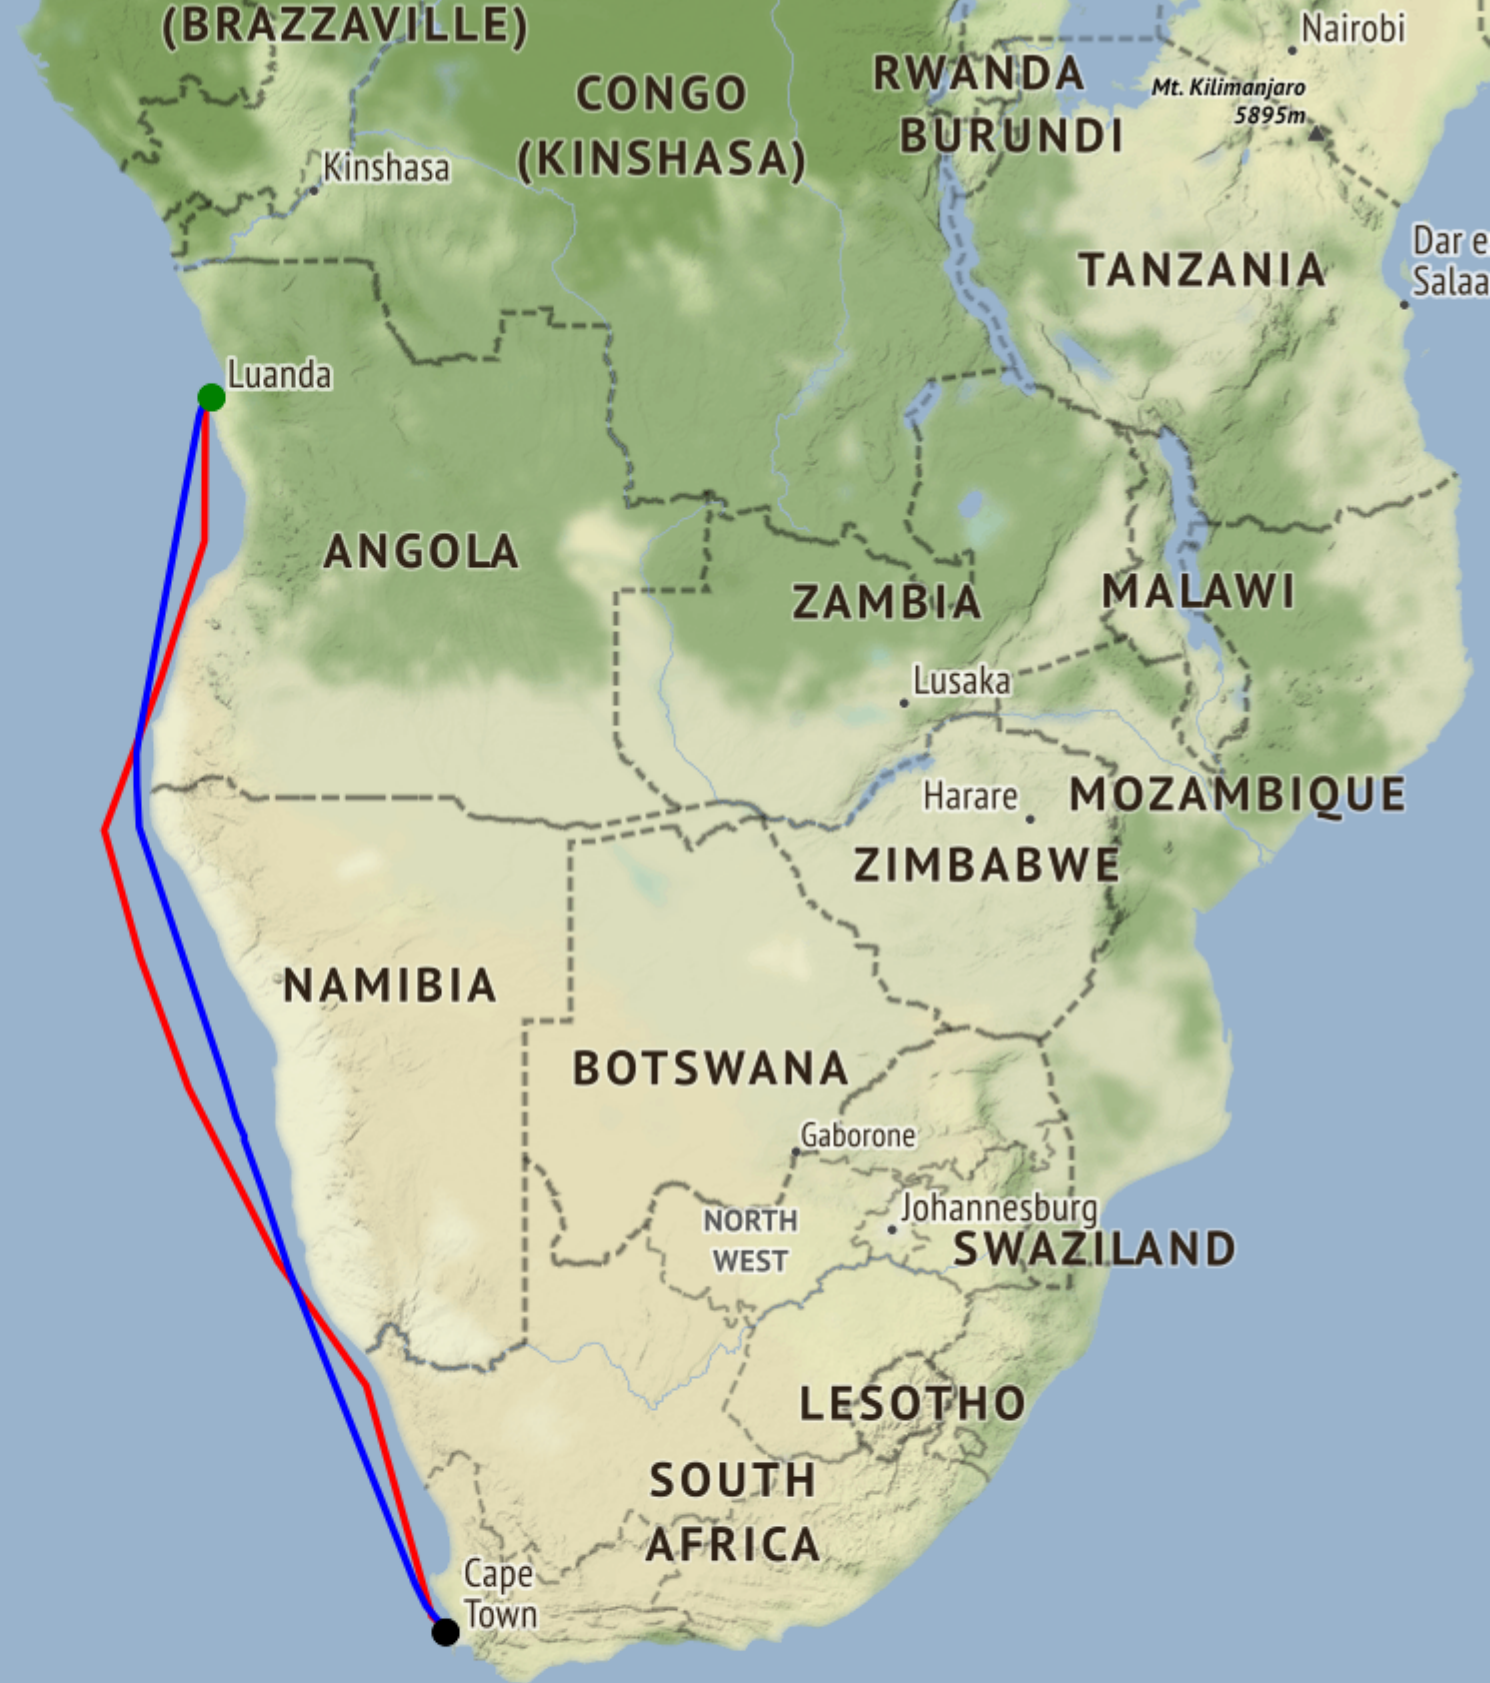 (BRAZZAVILLE)
Nairobi
CONGO
(KINSHASA)
RWANDA
Mt. Kilimanjaro
5895m
BURUNDI
Kinshasa
TANZANIA
Dar e
Salaa
Luanda
ANGOLA
ZAMBIA
MALAWI
Lusaka
Harare
MOZAMBIQUE
ZIMBABWE
NAMIBIA
BOTSWANA
Gaborone
NORTH
WEST
Johannesburg
SWAZILAND
LESOTHO
SOUTH
AFRICA
Cape
Town